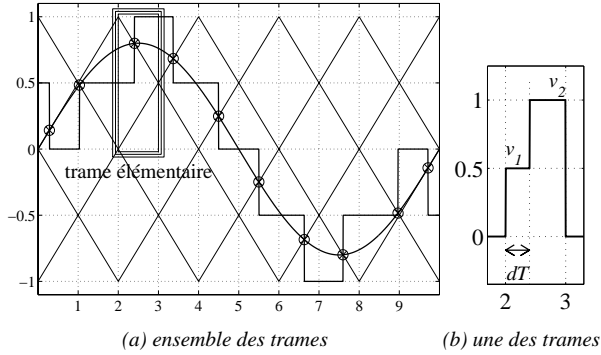 1
0.5
0
−0.5
−1
trame élémentaire
0 1 2 3 4 5 6 7 8 9
(a) ensemble des trames
v2
1
v1
0.5
0
dT
2 3
(b) une des trames